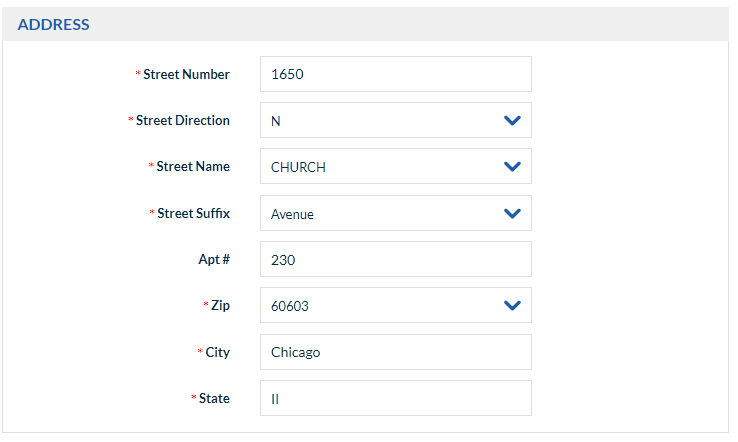 ADDRESS
* Street Number 1650
* Street Direction N
* Street Name CHURCH
* Street Suffix Avenue
Apt # 230
* Zip 60603
* City Chicago
* State Il